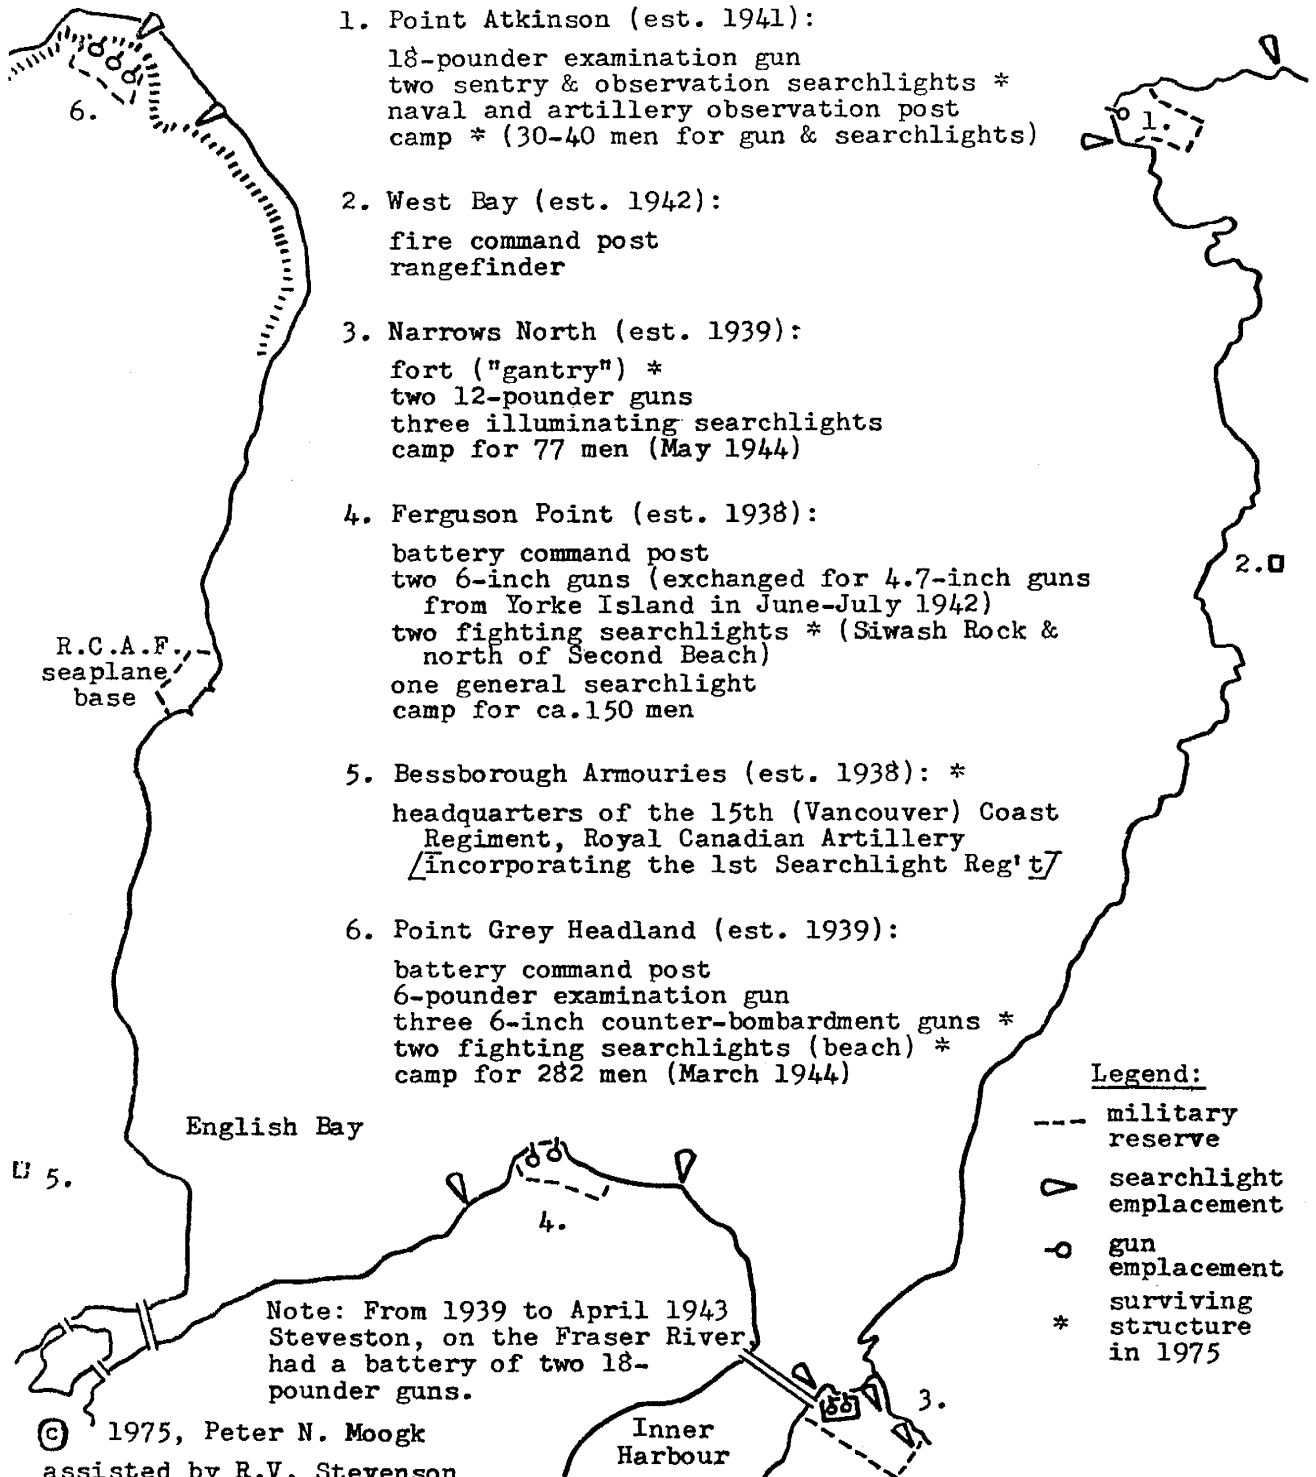 1. Point Atkinson (est. 1941):
18-pounder examination gun
two sentry & observation searchlights *
naval and artillery observation post
camp * (30-40 men for gun & searchlights)
2. West Bay (est. 1942):
fire command post
rangefinder
3. Narrows North (est. 1939):
fort ("gantry") *
two 12-pounder guns
three illuminating searchlights
camp for 77 men (May 1944)
4. Ferguson Point (est. 1938):
battery command post
two 6-inch guns (exchanged for 4.7-inch guns
from Yorke Island in June-July 1942)
two fighting searchlights * (Siwash Rock &
north of Second Beach)
one general searchlight
camp for ca.150 men
5. Bessborough Armouries (est. 1938): *
headquarters of the 15th (Vancouver) Coast
Regiment, Royal Canadian Artillery
[incorporating the 1st Searchlight Reg't]
6. Point Grey Headland (est. 1939):
battery command post
6-pounder examination gun
three 6-inch counter-bombardment guns *
two fighting searchlights (beach) *
camp for 282 men (March 1944)
6.
1.
2.
R.C.A.F.
seaplane
base
English Bay
5.
4.
3.
Legend:
military
reserve
searchlight
emplacement
gun
emplacement
* surviving
structure
in 1975
Note: From 1939 to April 1943
Steveston, on the Fraser River,
had a battery of two 18-
pounder guns.
Inner
Harbour
© 1975, Peter N. Moogk
assisted by R.V. Stevenson